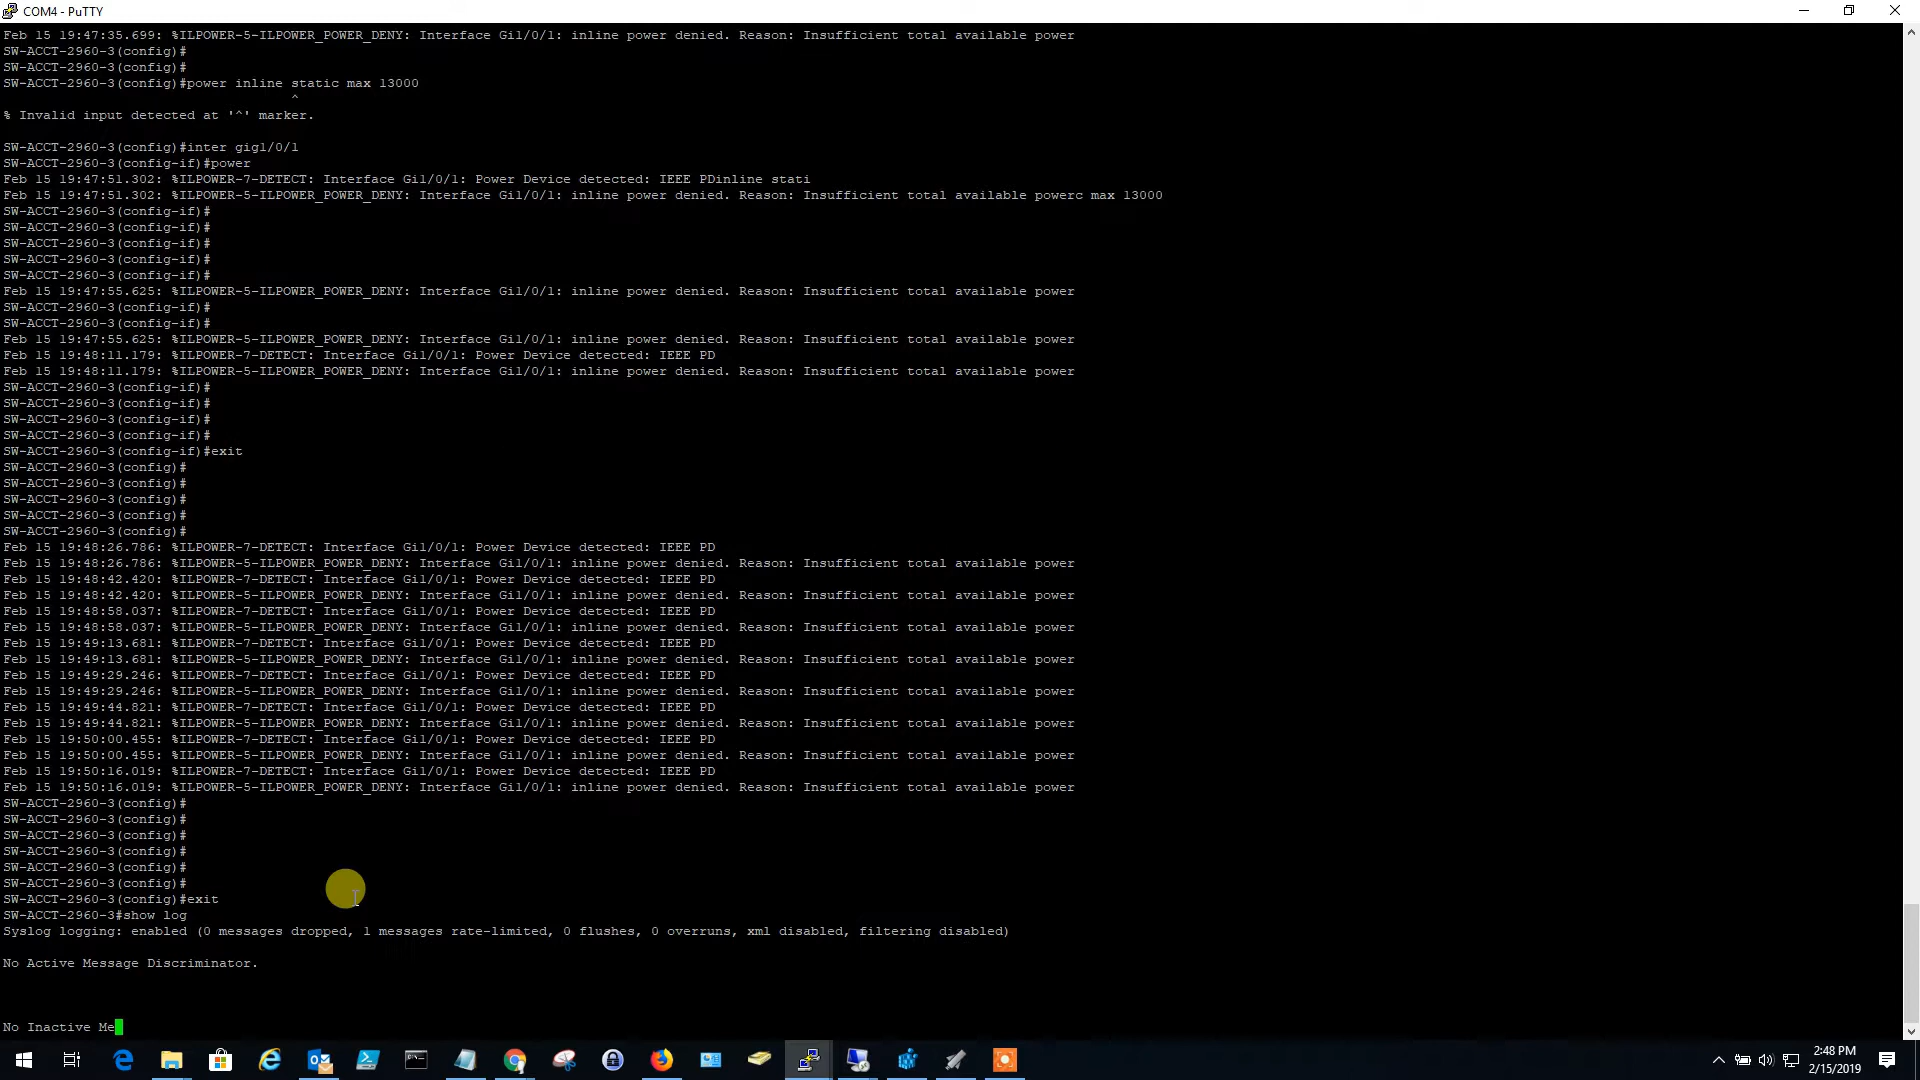 COM4 - PuTTY
Feb 15 19:47:35.699: %ILPOWER-5-ILPOWER_POWER_DENY: Interface Gi1/0/1: inline power denied. Reason: Insufficient total available power
SW-ACCT-2960-3(config)#
SW-ACCT-2960-3(config)#
SW-ACCT-2960-3(config)#power inline static max 13000
^
% Invalid input detected at '^' marker.
SW-ACCT-2960-3(config)#inter gig1/0/1
SW-ACCT-2960-3(config-if)#power
Feb 15 19:47:51.302: %ILPOWER-7-DETECT: Interface Gi1/0/1: Power Device detected: IEEE PDinline stati
Feb 15 19:47:51.302: %ILPOWER-5-ILPOWER_POWER_DENY: Interface Gi1/0/1: inline power denied. Reason: Insufficient total available powerc max 13000
SW-ACCT-2960-3(config-if)#
SW-ACCT-2960-3(config-if)#
SW-ACCT-2960-3(config-if)#
SW-ACCT-2960-3(config-if)#
SW-ACCT-2960-3(config-if)#
Feb 15 19:47:55.625: %ILPOWER-5-ILPOWER_POWER_DENY: Interface Gi1/0/1: inline power denied. Reason: Insufficient total available power
SW-ACCT-2960-3(config-if)#
SW-ACCT-2960-3(config-if)#
Feb 15 19:47:55.625: %ILPOWER-5-ILPOWER_POWER_DENY: Interface Gi1/0/1: inline power denied. Reason: Insufficient total available power
Feb 15 19:48:11.179: %ILPOWER-7-DETECT: Interface Gi1/0/1: Power Device detected: IEEE PD
Feb 15 19:48:11.179: %ILPOWER-5-ILPOWER_POWER_DENY: Interface Gi1/0/1: inline power denied. Reason: Insufficient total available power
SW-ACCT-2960-3(config-if)#
SW-ACCT-2960-3(config-if)#
SW-ACCT-2960-3(config-if)#
SW-ACCT-2960-3(config-if)#
SW-ACCT-2960-3(config-if)#exit
SW-ACCT-2960-3(config)#
SW-ACCT-2960-3(config)#
SW-ACCT-2960-3(config)#
SW-ACCT-2960-3(config)#
SW-ACCT-2960-3(config)#
Feb 15 19:48:26.786: %ILPOWER-7-DETECT: Interface Gi1/0/1: Power Device detected: IEEE PD
Feb 15 19:48:26.786: %ILPOWER-5-ILPOWER_POWER_DENY: Interface Gi1/0/1: inline power denied. Reason: Insufficient total available power
Feb 15 19:48:42.420: %ILPOWER-7-DETECT: Interface Gi1/0/1: Power Device detected: IEEE PD
Feb 15 19:48:42.420: %ILPOWER-5-ILPOWER_POWER_DENY: Interface Gi1/0/1: inline power denied. Reason: Insufficient total available power
Feb 15 19:48:58.037: %ILPOWER-7-DETECT: Interface Gi1/0/1: Power Device detected: IEEE PD
Feb 15 19:48:58.037: %ILPOWER-5-ILPOWER_POWER_DENY: Interface Gi1/0/1: inline power denied. Reason: Insufficient total available power
Feb 15 19:49:13.681: %ILPOWER-7-DETECT: Interface Gi1/0/1: Power Device detected: IEEE PD
Feb 15 19:49:13.681: %ILPOWER-5-ILPOWER_POWER_DENY: Interface Gi1/0/1: inline power denied. Reason: Insufficient total available power
Feb 15 19:49:29.246: %ILPOWER-7-DETECT: Interface Gi1/0/1: Power Device detected: IEEE PD
Feb 15 19:49:29.246: %ILPOWER-5-ILPOWER_POWER_DENY: Interface Gi1/0/1: inline power denied. Reason: Insufficient total available power
Feb 15 19:49:44.821: %ILPOWER-7-DETECT: Interface Gi1/0/1: Power Device detected: IEEE PD
Feb 15 19:49:44.821: %ILPOWER-5-ILPOWER_POWER_DENY: Interface Gi1/0/1: inline power denied. Reason: Insufficient total available power
Feb 15 19:50:00.455: %ILPOWER-7-DETECT: Interface Gi1/0/1: Power Device detected: IEEE PD
Feb 15 19:50:00.455: %ILPOWER-5-ILPOWER_POWER_DENY: Interface Gi1/0/1: inline power denied. Reason: Insufficient total available power
Feb 15 19:50:16.019: %ILPOWER-7-DETECT: Interface Gi1/0/1: Power Device detected: IEEE PD
Feb 15 19:50:16.019: %ILPOWER-5-ILPOWER_POWER_DENY: Interface Gi1/0/1: inline power denied. Reason: Insufficient total available power
SW-ACCT-2960-3(config)#
SW-ACCT-2960-3(config)#
SW-ACCT-2960-3(config)#
SW-ACCT-2960-3(config)#
SW-ACCT-2960-3(config)#
SW-ACCT-2960-3(config)#
SW-ACCT-2960-3(config)#exit
SW-ACCT-2960-3#show log
Syslog logging: enabled (0 messages dropped, 1 messages rate-limited, 0 flushes, 0 overruns, xml disabled, filtering disabled)
No Active Message Discriminator.
No Inactive Me
2:48 PM
2/15/2019